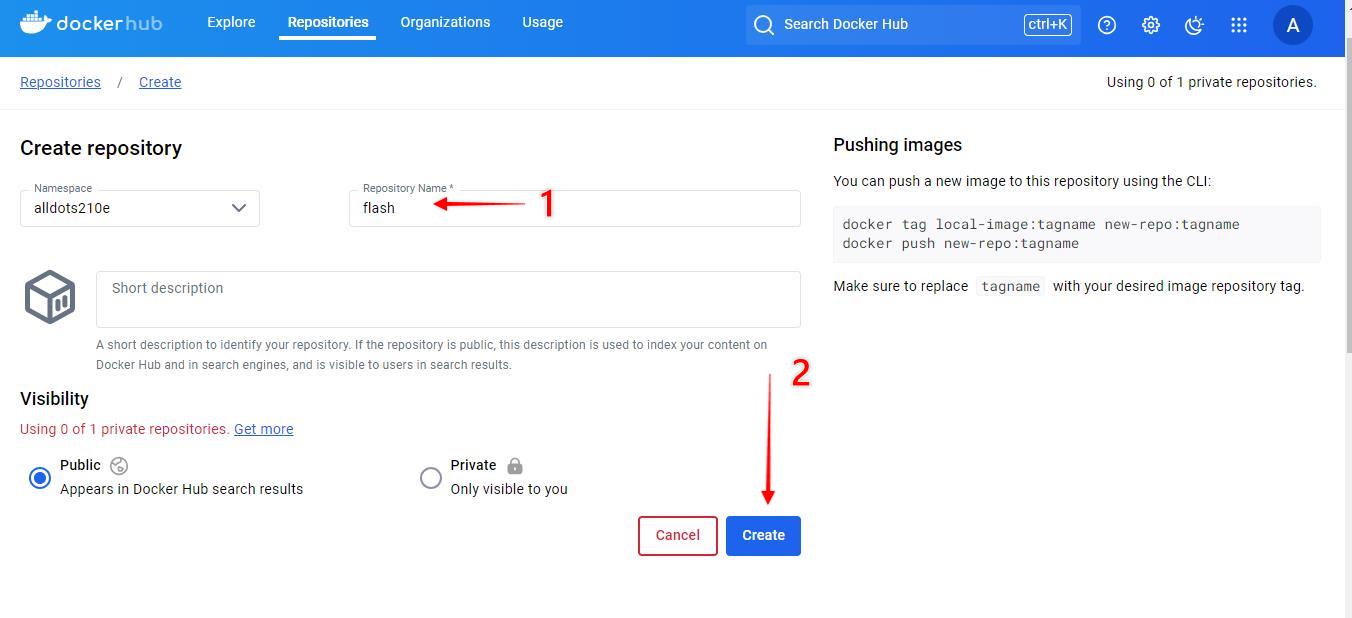 dockerhub Explore Repositories Organizations Usage Search Docker Hub ctrl+K A
Repositories / Create Using 0 of 1 private repositories.
Create repository
Namespace
alldots210e
Repository Name *
flash
1
Short description
A short description to identify your repository. If the repository is public, this description is used to index your content on
Docker Hub and in search engines, and is visible to users in search results.
2
Visibility
Using 0 of 1 private repositories. Get more
Public
Appears in Docker Hub search results
Private
Only visible to you
Cancel Create
Pushing images
You can push a new image to this repository using the CLI:
docker tag local-image:tagname new-repo:tagname
docker push new-repo:tagname
Make sure to replace tagname with your desired image repository tag.